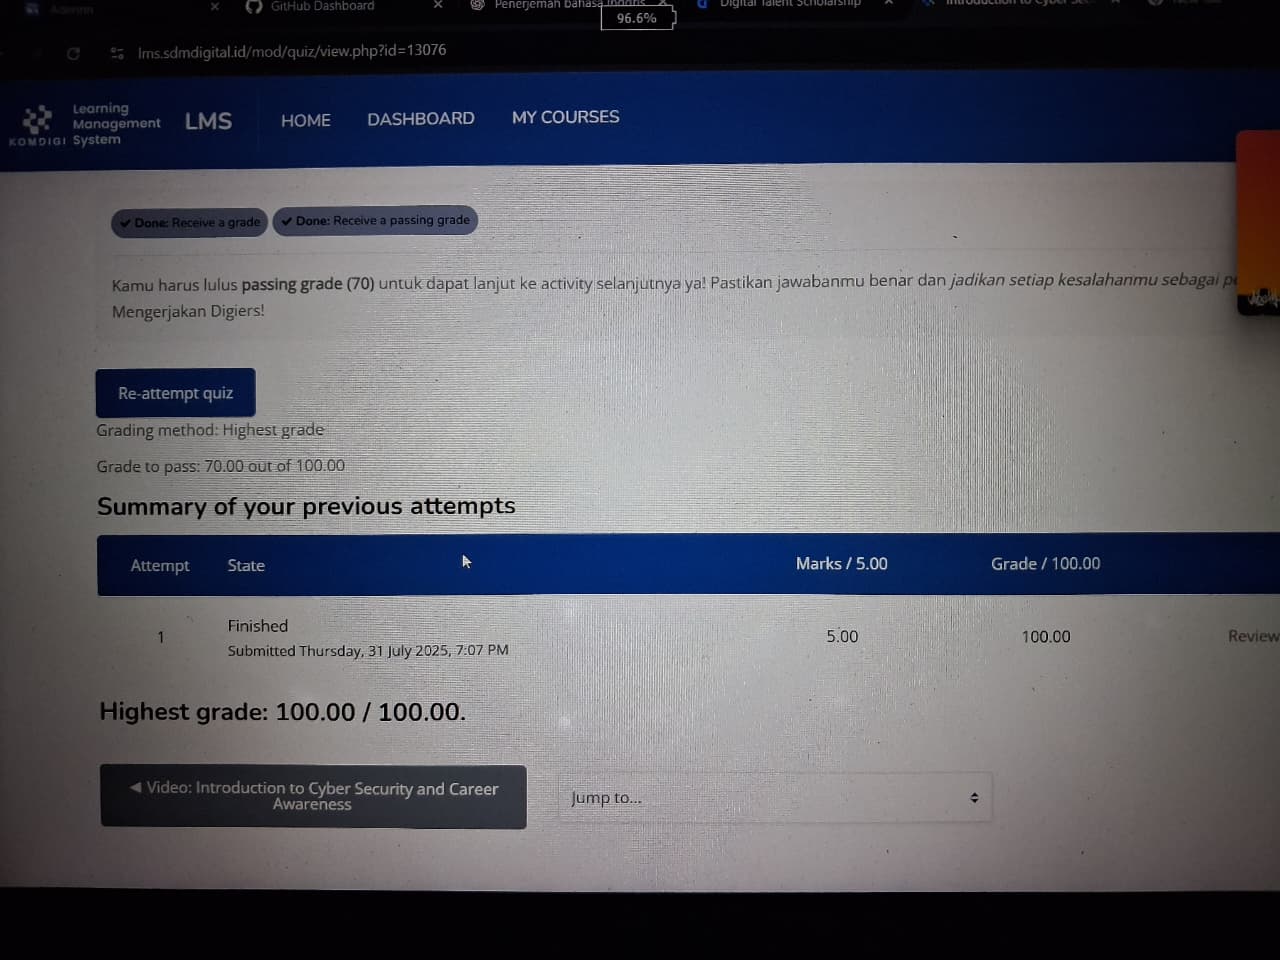 GitHub Dashboard
Penerjemah bahasa Inggris
Digital Talent Scholarship
Introduction to Cyber Sec
96.6%
lms.sdmdigital.id/mod/quiz/view.php?id=13076
Learning
Management
System
KOMDIGI
LMS
HOME
DASHBOARD
MY COURSES
Done: Receive a grade
Done: Receive a passing grade
Kamu harus lulus passing grade (70) untuk dapat lanjut ke activity selanjutnya ya! Pastikan jawabanmu benar dan jadikan setiap kesalahanmu sebagai pe
Mengerjakan Digiers!
Re-attempt quiz
Grading method: Highest grade
Grade to pass: 70.00 out of 100.00
Summary of your previous attempts
Attempt State Marks / 5.00 Grade / 100.00
1 Finished 5.00 100.00 Review
Submitted Thursday, 31 July 2025, 7:07 PM
Highest grade: 100.00 / 100.00.
◀ Video: Introduction to Cyber Security and Career
Awareness
Jump to...